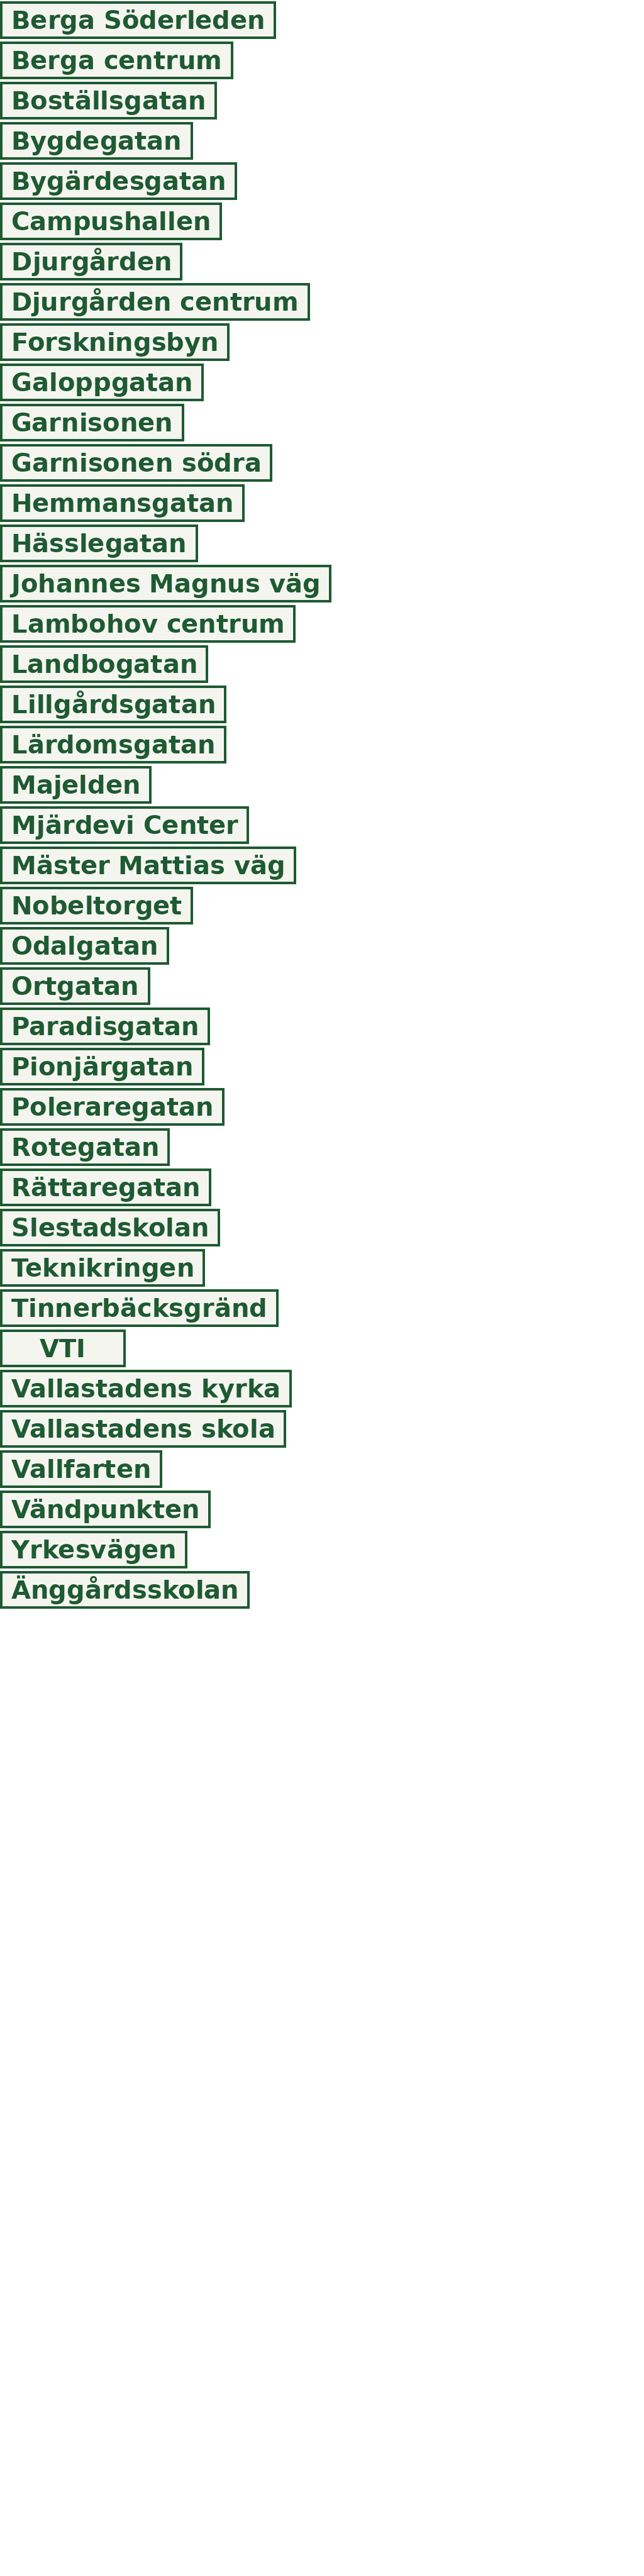 Berga Söderleden
Berga centrum
Boställsgatan
Bygdegatan
Bygärdesgatan
Campushallen
Djurgården
Djurgården centrum
Forskningsbyn
Galoppgatan
Garnisonen
Garnisonen södra
Hemmansgatan
Hässlegatan
Johannes Magnus väg
Lambohov centrum
Landbogatan
Lillgårdsgatan
Lärdomsgatan
Majelden
Mjärdevi Center
Mäster Mattias väg
Nobeltorget
Odalgatan
Ortgatan
Paradisgatan
Pionjärgatan
Poleraregatan
Rotegatan
Rättaregatan
Slestadskolan
Teknikringen
Tinnerbäcksgränd
VTI
Vallastadens kyrka
Vallastadens skola
Vallfarten
Vändpunkten
Yrkesvägen
Änggårdsskolan